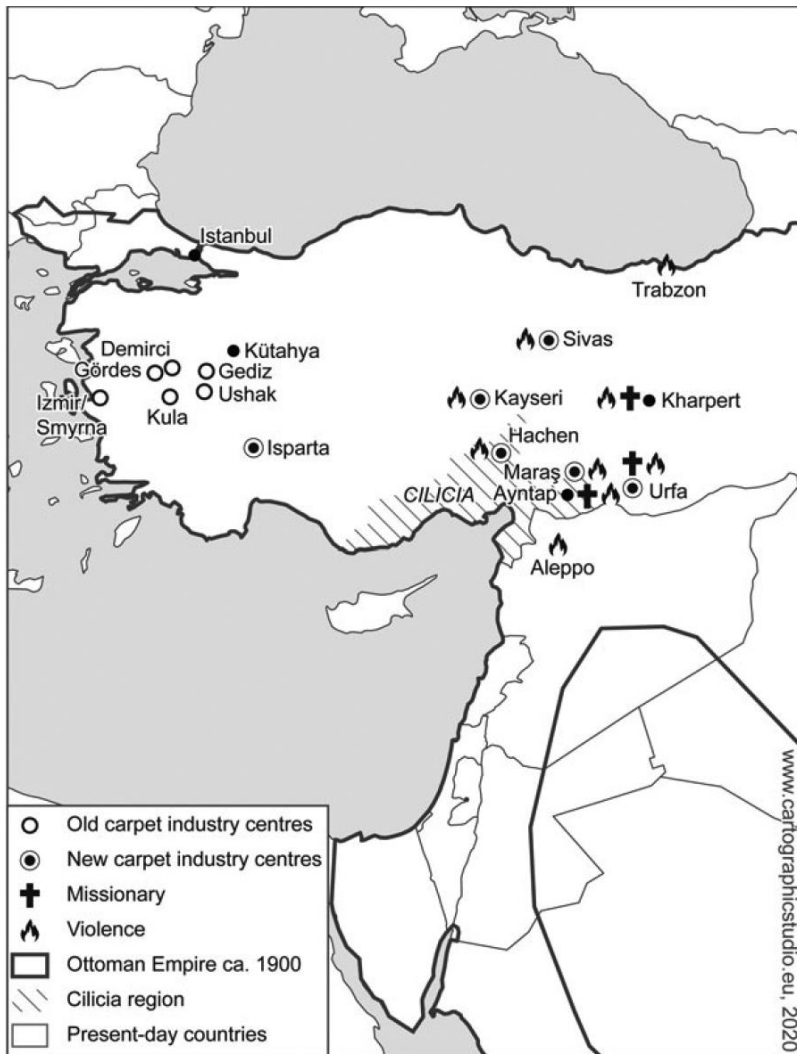 Istanbul
Trabzon
Demirci
Kütahya
Sivas
Gördes
Gediz
Izmir/
Smyrna
Kula
Ushak
Kayseri
Kharpert
Isparta
Hachen
Maraş
CILICIA
Ayntap
Urfa
Aleppo
Old carpet industry centres
New carpet industry centres
Missionary
Violence
Ottoman Empire ca. 1900
Cilicia region
Present-day countries
www.cartographicstudio.eu, 2020